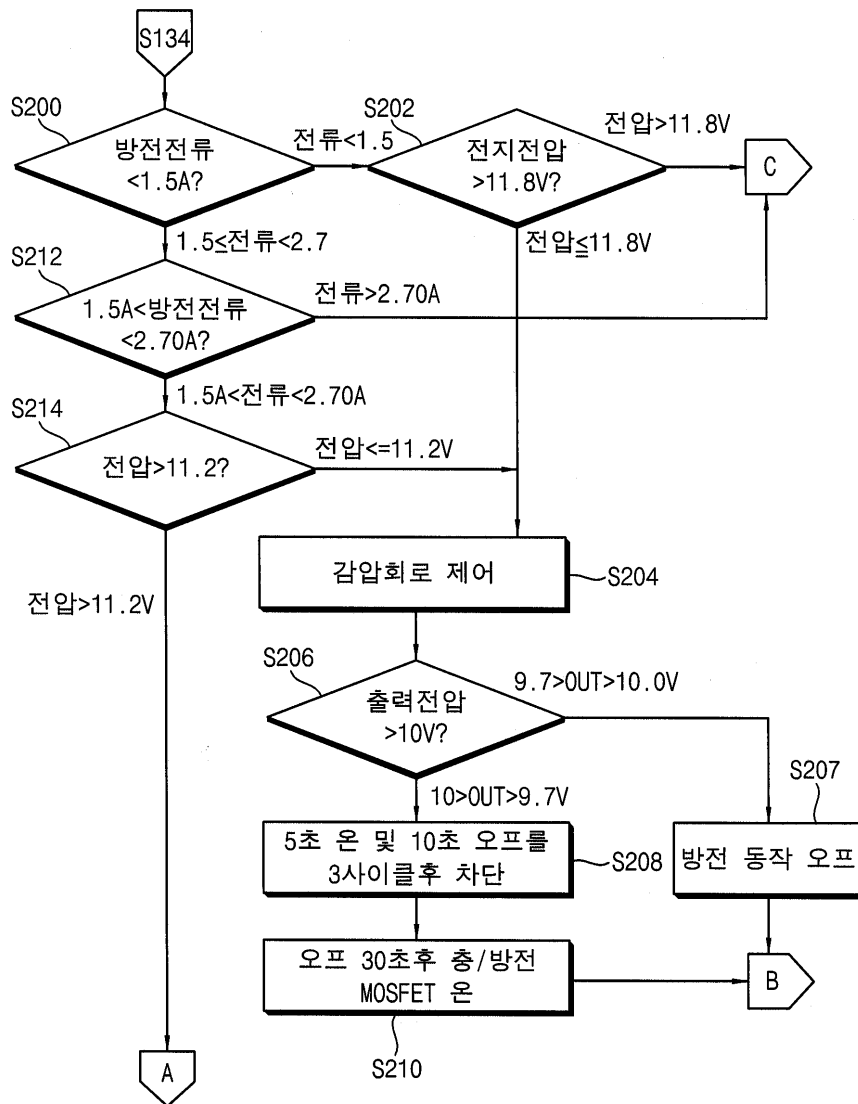 S134
S200
방전전류
<1.5A?
전류<1.5
S202
전지전압
>11.8V?
전압>11.8V
C
1.5≤전류<2.7
전압≦11.8V
S212
1.5A<방전전류
<2.70A?
전류>2.70A
1.5A<전류<2.70A
S214
전압>11.2?
전압<=11.2V
감압회로 제어
S204
전압>11.2V
S206
출력전압
>10V?
9.7>OUT>10.0V
10>OUT>9.7V
S207
방전 동작 오프
5초 온 및 10초 오프를
3사이클후 차단
S208
오프 30초후 충/방전
MOSFET 온
B
S210
A